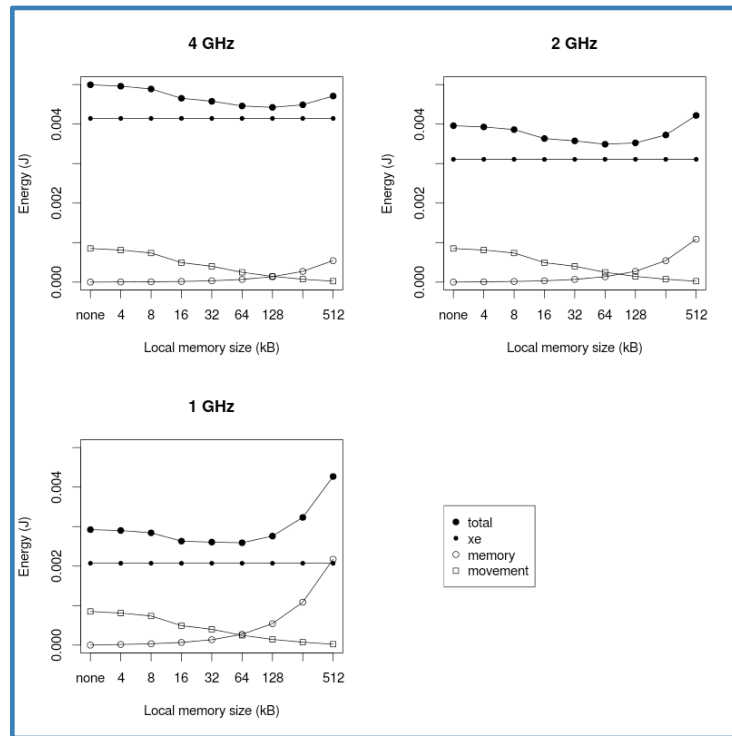 4 GHz
Energy (J)
0.000 0.002 0.004
none 4 8 16 32 64 128 512
Local memory size (kB)
2 GHz
Energy (J)
0.000 0.002 0.004
none 4 8 16 32 64 128 512
Local memory size (kB)
1 GHz
Energy (J)
0.000 0.002 0.004
none 4 8 16 32 64 128 512
Local memory size (kB)
total
xe
memory
movement